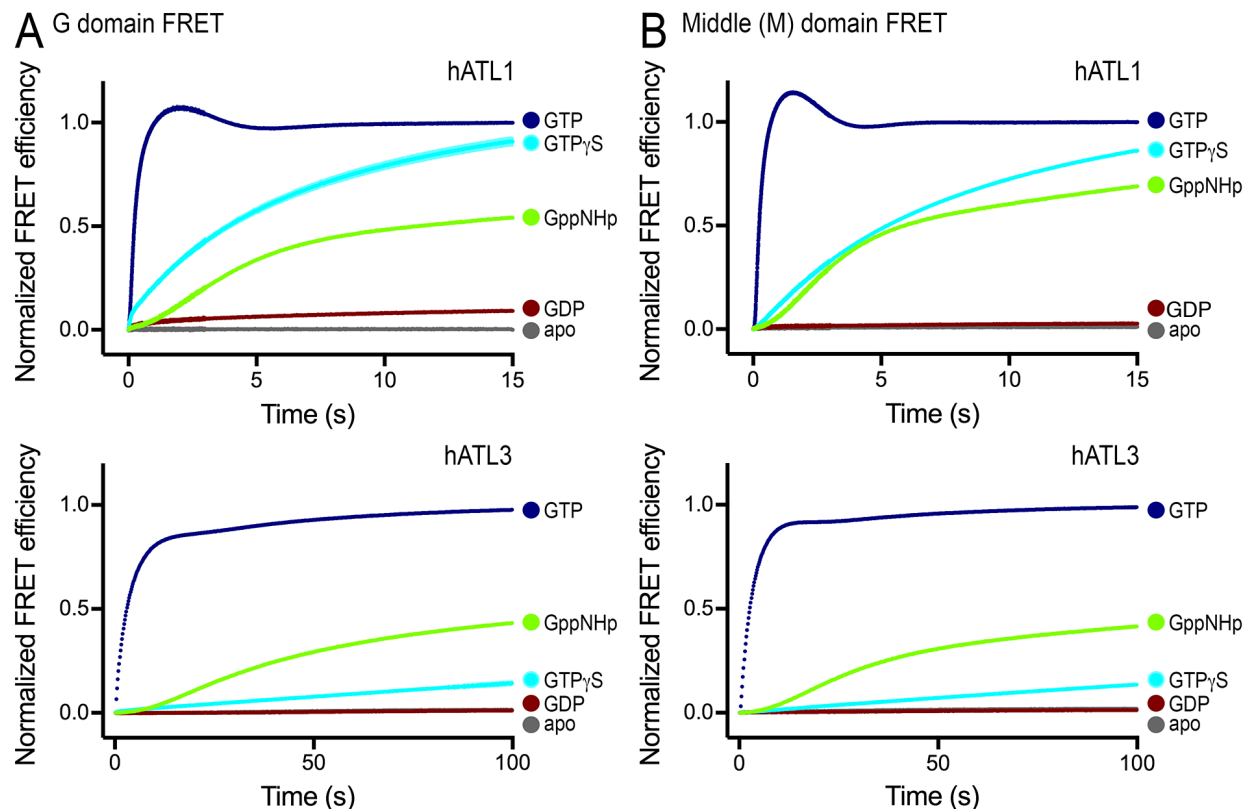 A G domain FRET
hATL1
Normalized FRET efficiency
1.0
0.5
0.0
GTP
GTPγS
GppNHp
GDP
apo
0 5 10 15
Time (s)
B Middle (M) domain FRET
hATL1
Normalized FRET efficiency
1.0
0.5
0.0
GTP
GTPγS
GppNHp
GDP
apo
0 5 10 15
Time (s)
hATL3
Normalized FRET efficiency
1.0
0.5
0.0
GTP
GppNHp
GTPγS
GDP
apo
0 50 100
Time (s)
hATL3
Normalized FRET efficiency
1.0
0.5
0.0
GTP
GppNHp
GTPγS
GDP
apo
0 50 100
Time (s)